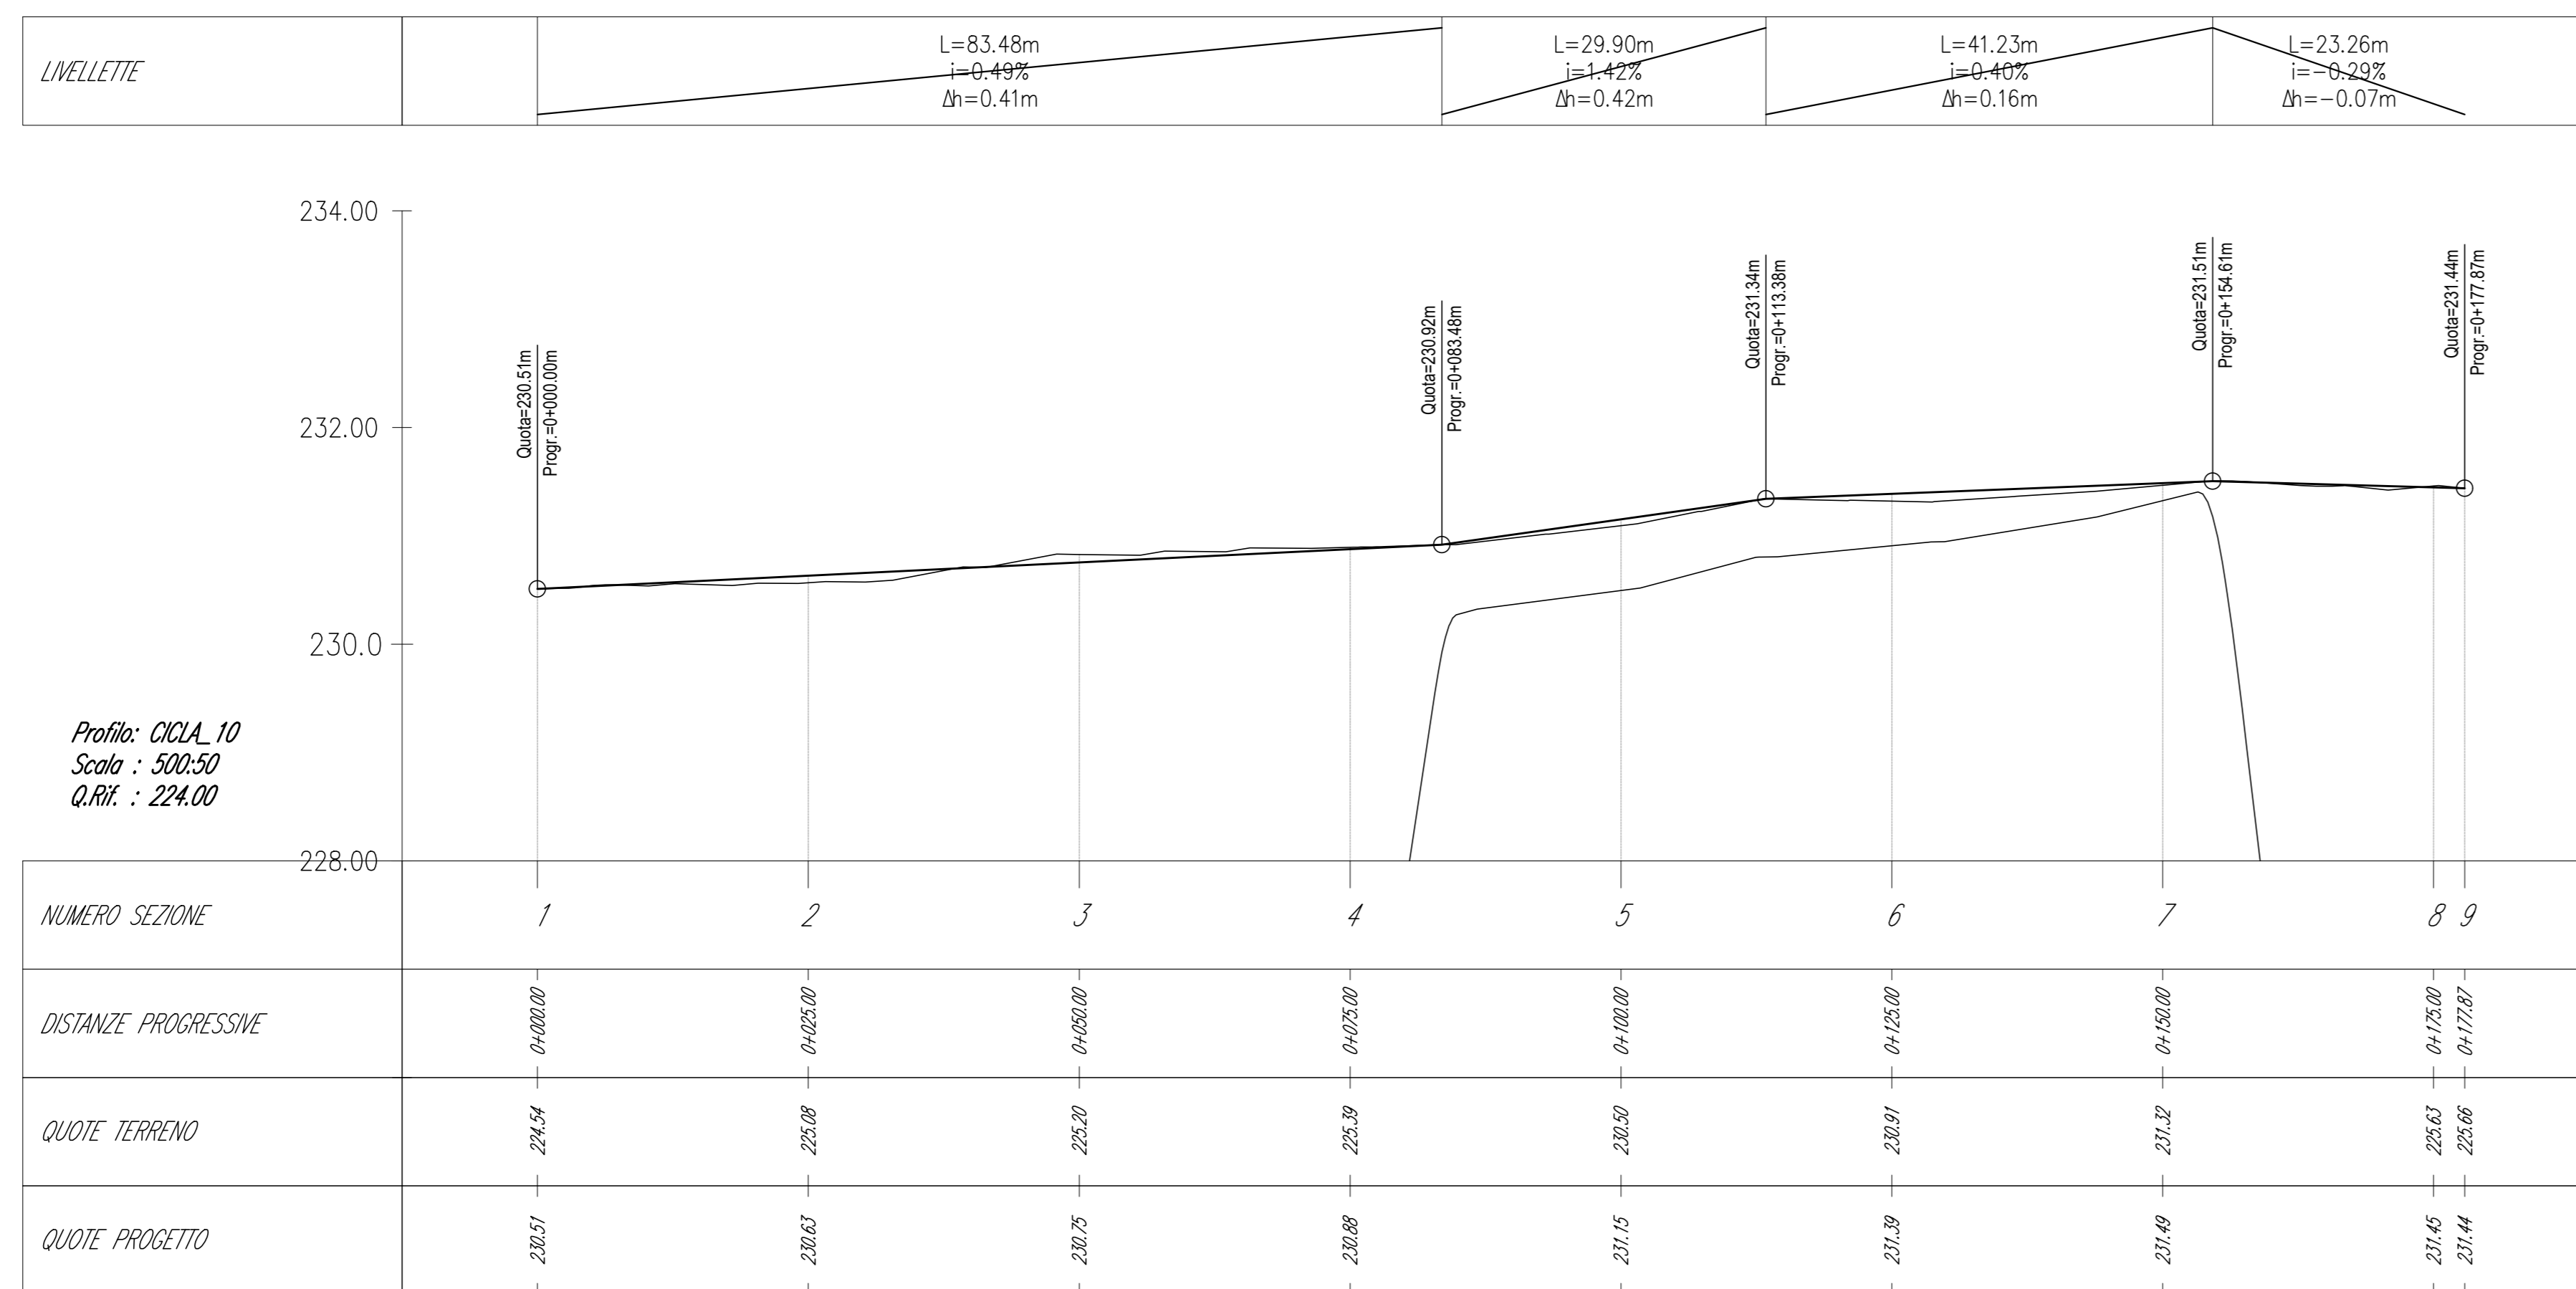 LIVELLETTE
L=83.48m
i=0.49%
Δh=0.41m
L=29.90m
i=1.42%
Δh=0.42m
L=41.23m
i=0.40%
Δh=0.16m
L=23.26m
i=-0.29%
Δh=-0.07m
234.00
232.00
230.0
228.00
Quota=230.51m
Progr.=0+000.00m
Quota=230.92m
Progr.=0+083.48m
Quota=231.34m
Progr.=0+113.38m
Quota=231.51m
Progr.=0+154.61m
Quota=231.44m
Progr.=0+177.87m
Profilo: CICLA_10
Scala : 500:50
Q.Rif. : 224.00
NUMERO SEZIONE
1 2 3 4 5 6 7 8 9
DISTANZE PROGRESSIVE
0+000.00 0+025.00 0+050.00 0+075.00 0+100.00 0+125.00 0+150.00 0+175.00 0+177.87
QUOTE TERRENO
224.54 225.08 225.20 225.39 230.50 230.91 231.32 225.63 225.66
QUOTE PROGETTO
230.51 230.63 230.75 230.88 231.15 231.39 231.49 231.45 231.44